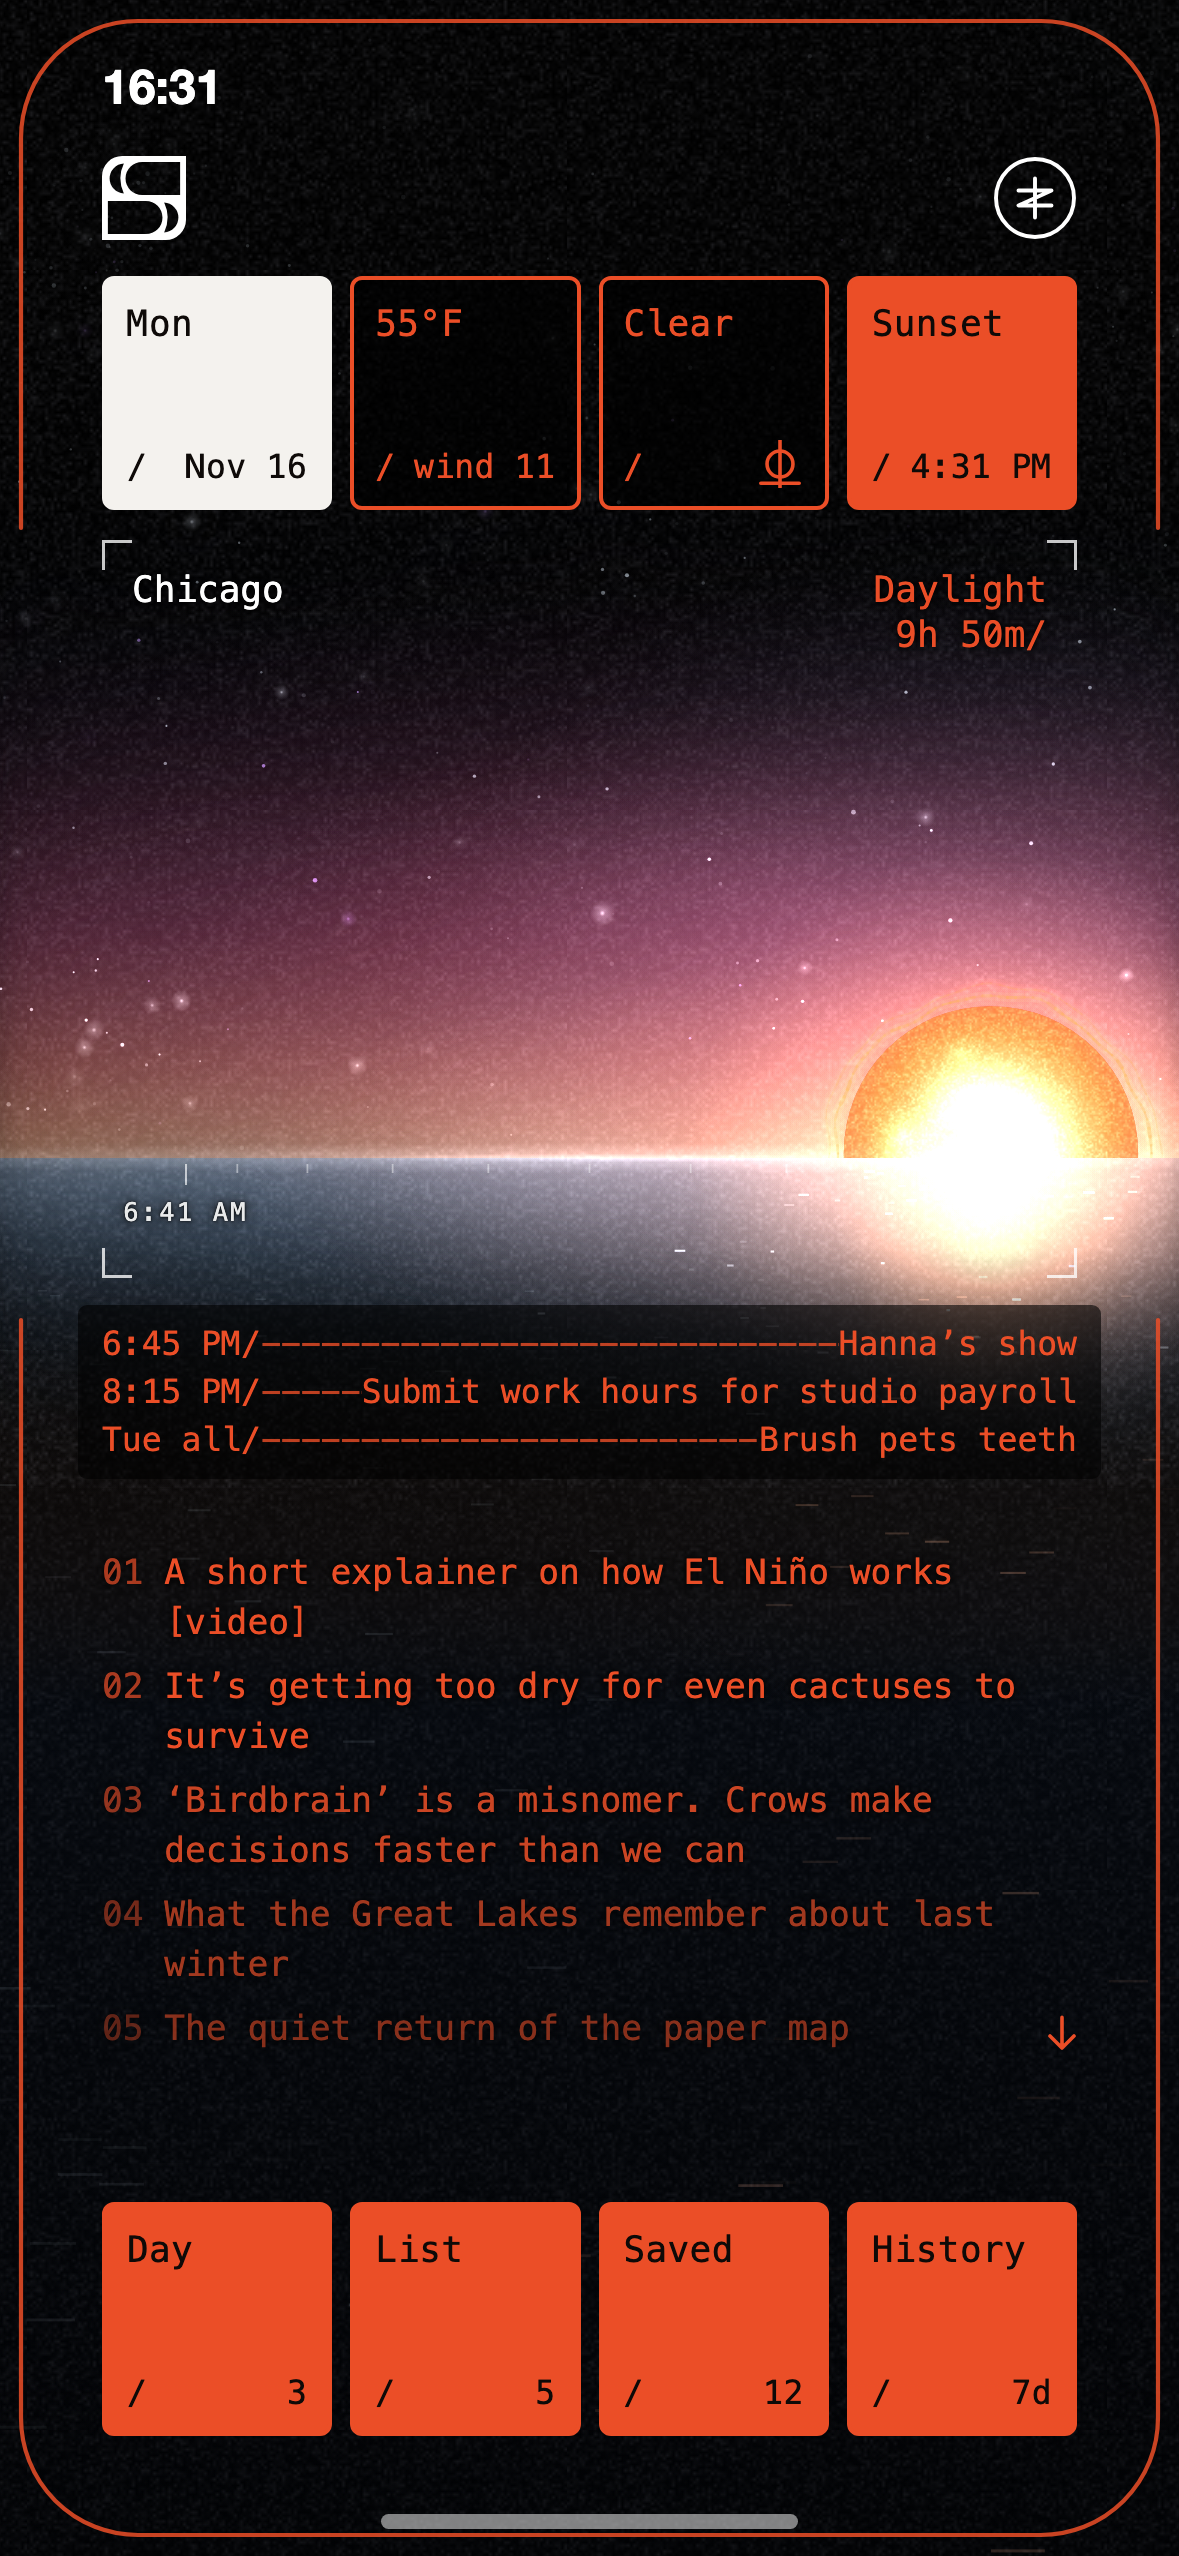 16:31
Mon
/ Nov 16
55°F
/ wind 11
Clear
/
Sunset
/ 4:31 PM
Chicago
Daylight
9h 50m/
6:41 AM
6:45 PM/—————————————————————————————Hanna’s show
8:15 PM/—————Submit work hours for studio payroll
Tue all/—————————————————————————Brush pets teeth
01 A short explainer on how El Niño works
[video]
02 It’s getting too dry for even cactuses to
survive
03 ‘Birdbrain’ is a misnomer. Crows make
decisions faster than we can
04 What the Great Lakes remember about last
winter
05 The quiet return of the paper map
Day
/ 3
List
/ 5
Saved
/ 12
History
/ 7d